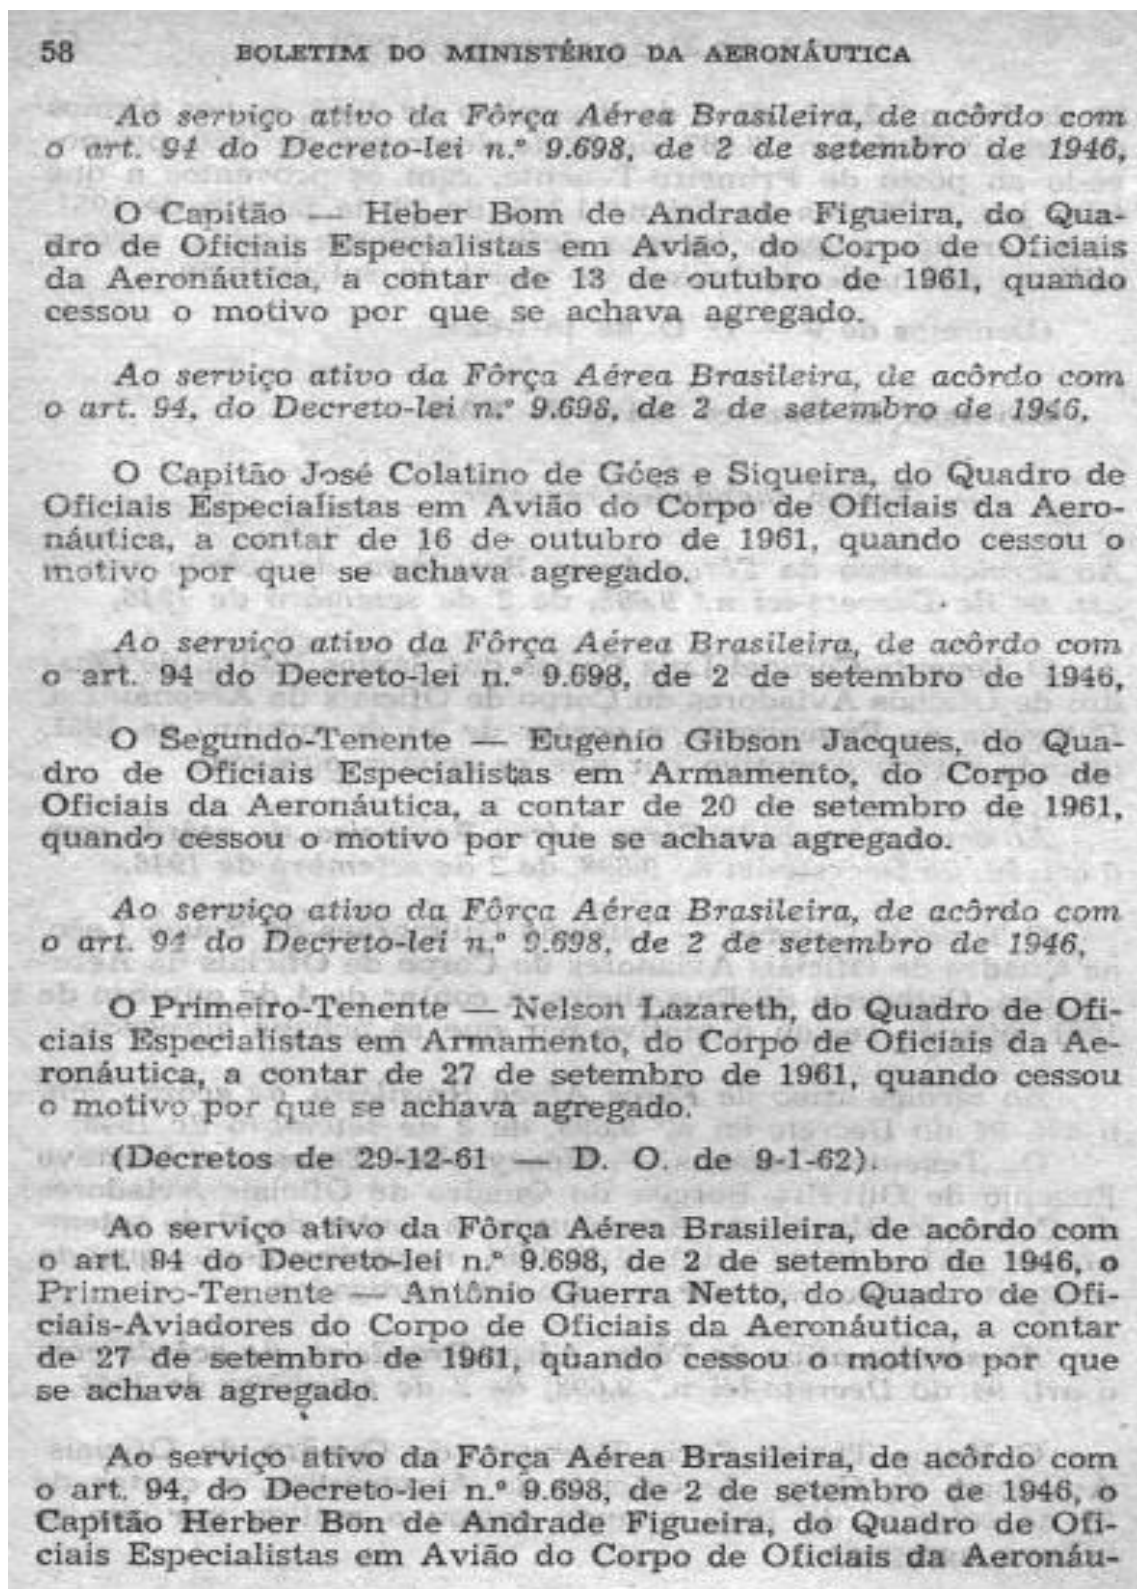 58 BOLETIM DO MINISTÉRIO DA AERONÁUTICA
Ao serviço ativo da Fôrça Aérea Brasileira, de acôrdo com
o art. 94 do Decreto-lei n.º 9.698, de 2 de setembro de 1946,
O Capitão — Heber Bom de Andrade Figueira, do Qua-
dro de Oficiais Especialistas em Avião, do Corpo de Oficiais
da Aeronáutica, a contar de 13 de outubro de 1961, quando
cessou o motivo por que se achava agregado.
Ao serviço ativo da Fôrça Aérea Brasileira, de acôrdo com
o art. 94, do Decreto-lei n.º 9.698, de 2 de setembro de 1946,
O Capitão José Colatino de Góes e Siqueira, do Quadro de
Oficiais Especialistas em Avião do Corpo de Oficiais da Aero-
náutica, a contar de 16 de outubro de 1961, quando cessou o
motivo por que se achava agregado.
Ao serviço ativo da Fôrça Aérea Brasileira, de acôrdo com
o art. 94 do Decreto-lei n.º 9.698, de 2 de setembro de 1946,
O Segundo-Tenente — Eugenio Gibson Jacques, do Qua-
dro de Oficiais Especialistas em Armamento, do Corpo de
Oficiais da Aeronáutica, a contar de 20 de setembro de 1961,
quando cessou o motivo por que se achava agregado.
Ao serviço ativo da Fôrça Aérea Brasileira, de acôrdo com
o art. 94 do Decreto-lei n.º 9.698, de 2 de setembro de 1946,
O Primeiro-Tenente — Nelson Lazareth, do Quadro de Ofi-
ciais Especialistas em Armamento, do Corpo de Oficiais da Ae-
ronáutica, a contar de 27 de setembro de 1961, quando cessou
o motivo por que se achava agregado.
(Decretos de 29-12-61 — D. O. de 9-1-62).
Ao serviço ativo da Fôrça Aérea Brasileira, de acôrdo com
o art. 94 do Decreto-lei n.º 9.698, de 2 de setembro de 1946, o
Primeiro-Tenente — Antônio Guerra Netto, do Quadro de Ofi-
ciais-Aviadores do Corpo de Oficiais da Aeronáutica, a contar
de 27 de setembro de 1961, quando cessou o motivo por que
se achava agregado.
Ao serviço ativo da Fôrça Aérea Brasileira, de acôrdo com
o art. 94, do Decreto-lei n.º 9.698, de 2 de setembro de 1946, o
Capitão Herber Bon de Andrade Figueira, do Quadro de Ofi-
ciais Especialistas em Avião do Corpo de Oficiais da Aeronáu-